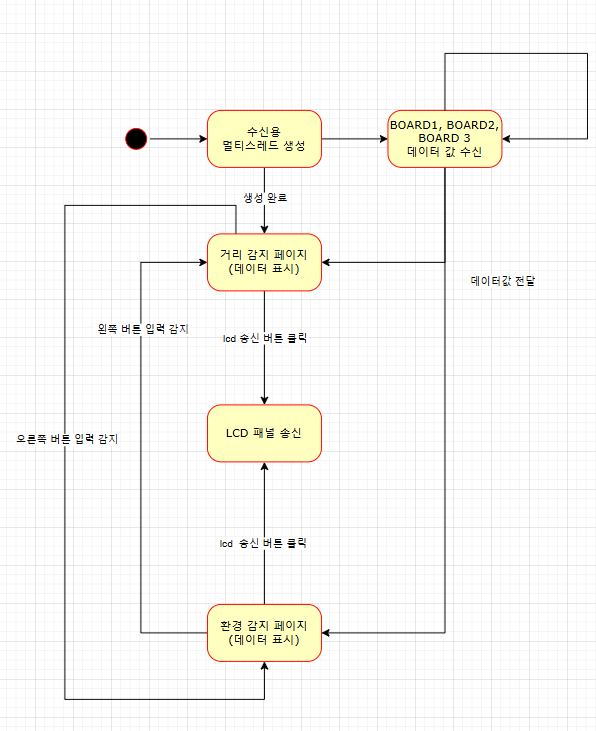 수신용
멀티스레드 생성
BOARD1, BOARD2,
BOARD 3
데이터 값 수신
생성 완료
거리 감지 페이지
(데이터 표시)
데이터값 전달
왼쪽 버튼 입력 감지
lcd 송신 버튼 클릭
LCD 패널 송신
오른쪽 버튼 입력 감지
lcd  송신 버튼 클릭
환경 감지 페이지
(데이터 표시)